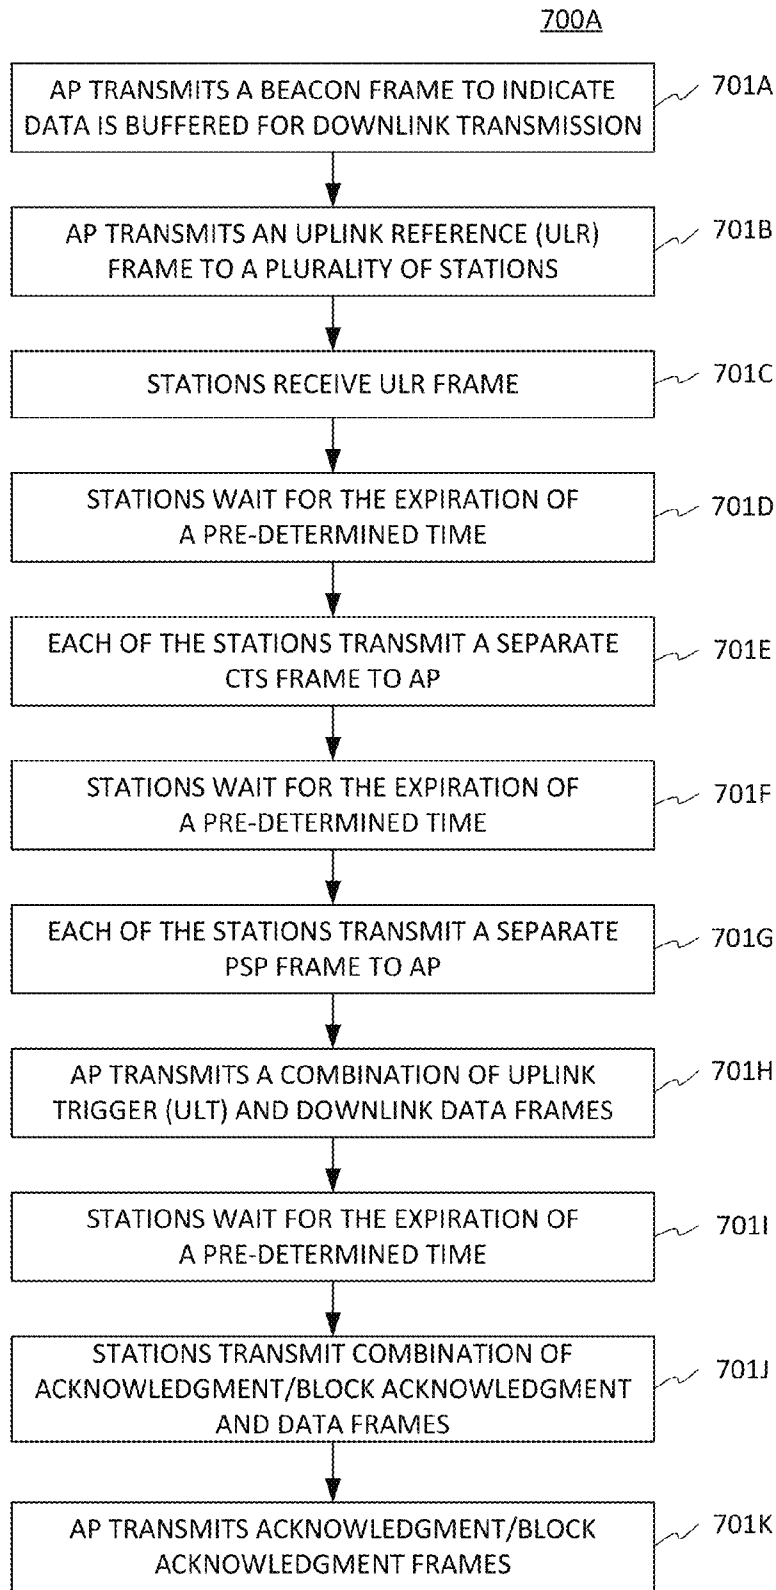 700A
AP TRANSMITS A BEACON FRAME TO INDICATE
DATA IS BUFFERED FOR DOWNLINK TRANSMISSION
701A
AP TRANSMITS AN UPLINK REFERENCE (ULR)
FRAME TO A PLURALITY OF STATIONS
701B
STATIONS RECEIVE ULR FRAME
701C
STATIONS WAIT FOR THE EXPIRATION OF
A PRE-DETERMINED TIME
701D
EACH OF THE STATIONS TRANSMIT A SEPARATE
CTS FRAME TO AP
701E
STATIONS WAIT FOR THE EXPIRATION OF
A PRE-DETERMINED TIME
701F
EACH OF THE STATIONS TRANSMIT A SEPARATE
PSP FRAME TO AP
701G
AP TRANSMITS A COMBINATION OF UPLINK
TRIGGER (ULT) AND DOWNLINK DATA FRAMES
701H
STATIONS WAIT FOR THE EXPIRATION OF
A PRE-DETERMINED TIME
701I
STATIONS TRANSMIT COMBINATION OF
ACKNOWLEDGMENT/BLOCK ACKNOWLEDGMENT
AND DATA FRAMES
701J
AP TRANSMITS ACKNOWLEDGMENT/BLOCK
ACKNOWLEDGMENT FRAMES
701K